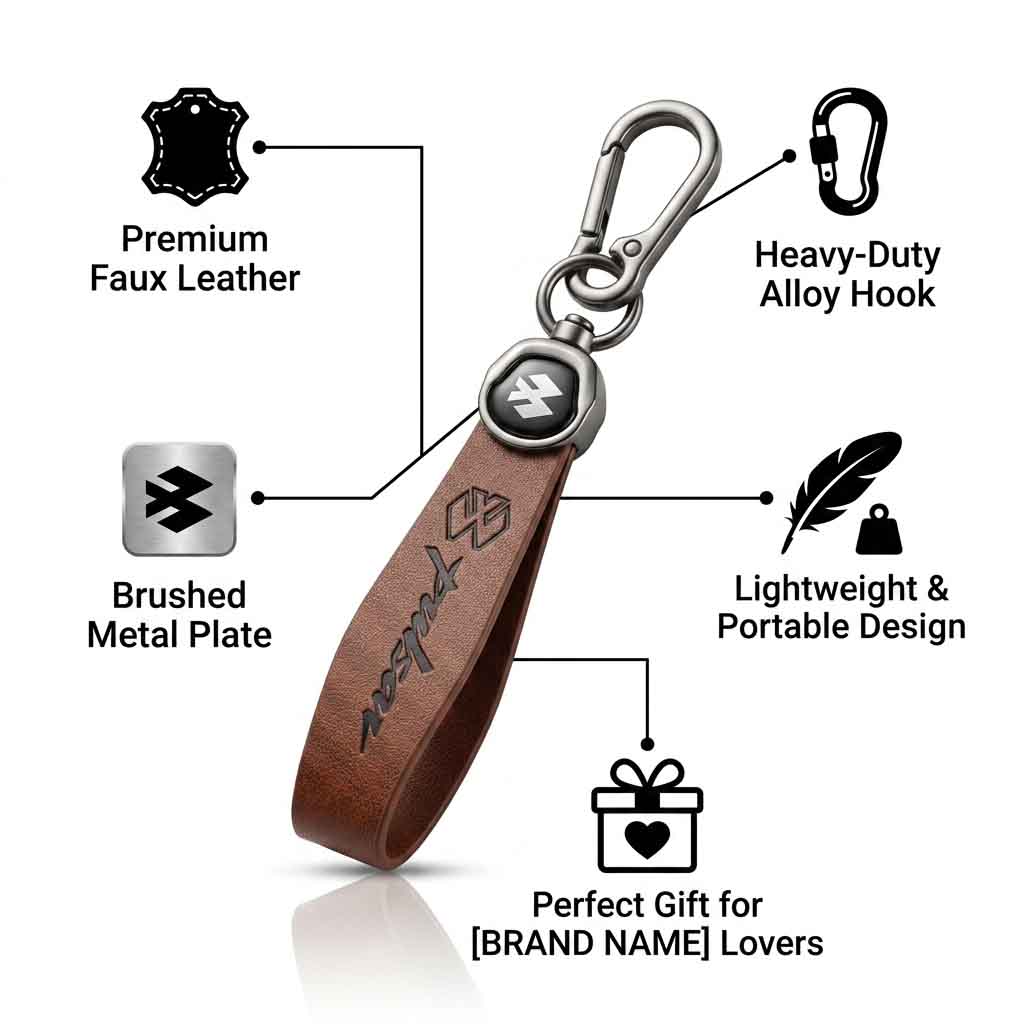 Premium
Faux Leather
Heavy-Duty
Alloy Hook
Brushed
Metal Plate
Pulsar
Lightweight &
Portable Design
Perfect Gift for
[BRAND NAME] Lovers